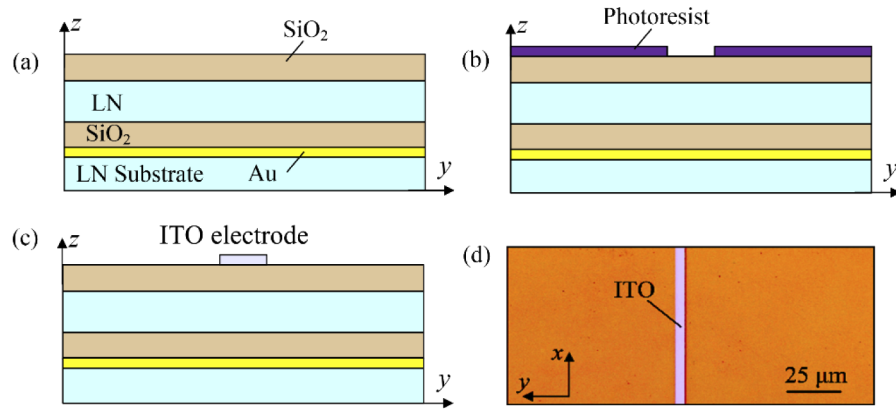 (a)
z
SiO₂
LN
SiO₂
LN Substrate
Au
y
(b)
z
Photoresist
y
(c)
z
ITO electrode
y
(d)
ITO
x
y
25 μm